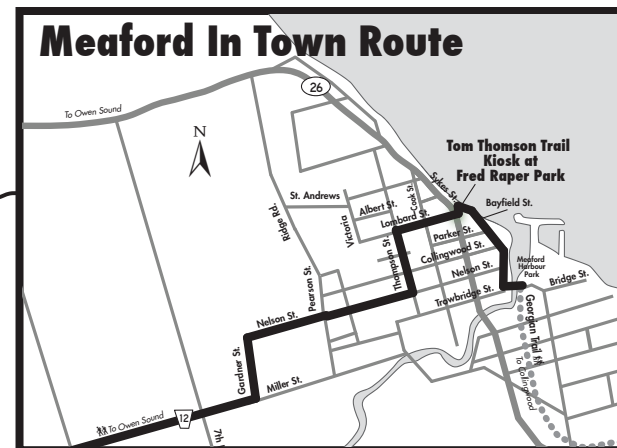 Meaford In Town Route
To Owen Sound
26
N
Tom Thomson Trail
Kiosk at
Fred Raper Park
Sykes St.
Bayfield St.
St. Andrews
Albert St.
Cook St.
Lombard St.
Victoria
Ridge Rd.
Parker St.
Collingwood St.
Meaford
Harbour
Park
Thompson St.
Nelson St.
Pearson St.
Trowbridge St.
Bridge St.
Georgian Trail
Nelson St.
To Collingwood
Gardner St.
Miller St.
To Owen Sound
12
7th